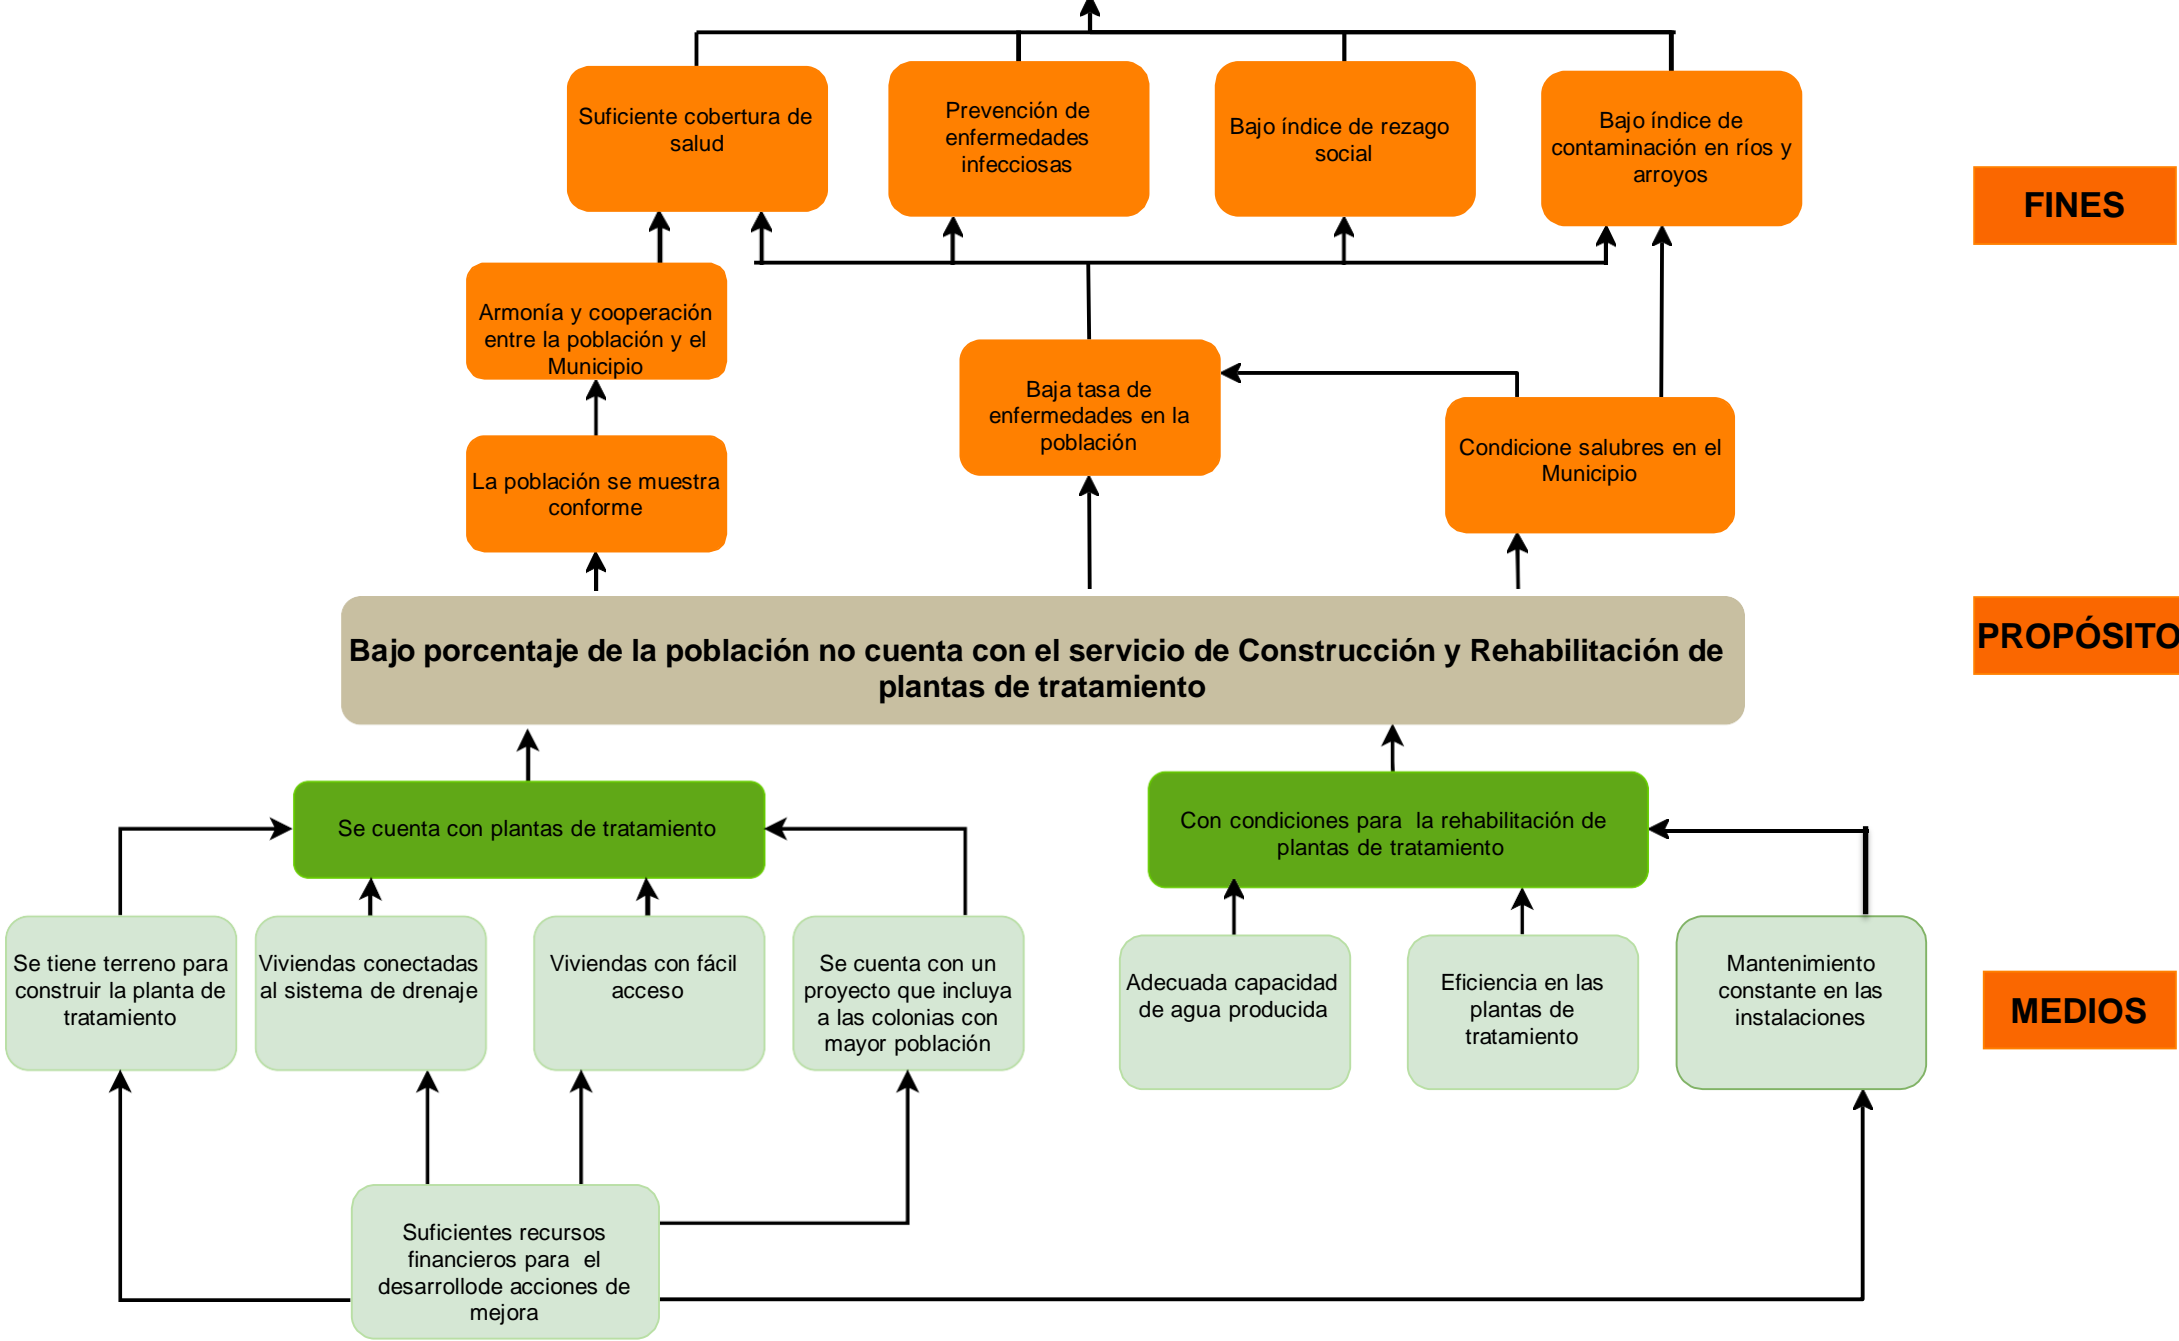 Suficiente cobertura de
salud
Prevención de
enfermedades
infecciosas
Bajo índice de rezago
social
Bajo índice de
contaminación en ríos y
arroyos
FINES
Armonía y cooperación
entre la población y el
Municipio
Baja tasa de
enfermedades en la
población
Condicione salubres en el
Municipio
La población se muestra
conforme
Bajo porcentaje de la población no cuenta con el servicio de Construcción y Rehabilitación de
plantas de tratamiento
PROPÓSITO
Se cuenta con plantas de tratamiento
Con condiciones para  la rehabilitación de
plantas de tratamiento
Se tiene terreno para
construir la planta de
tratamiento
Viviendas conectadas
al sistema de drenaje
Viviendas con fácil
acceso
Se cuenta con un
proyecto que incluya
a las colonias con
mayor población
Adecuada capacidad
de agua producida
Eficiencia en las
plantas de
tratamiento
Mantenimiento
constante en las
instalaciones
MEDIOS
Suficientes recursos
financieros para  el
desarrollode acciones de
mejora